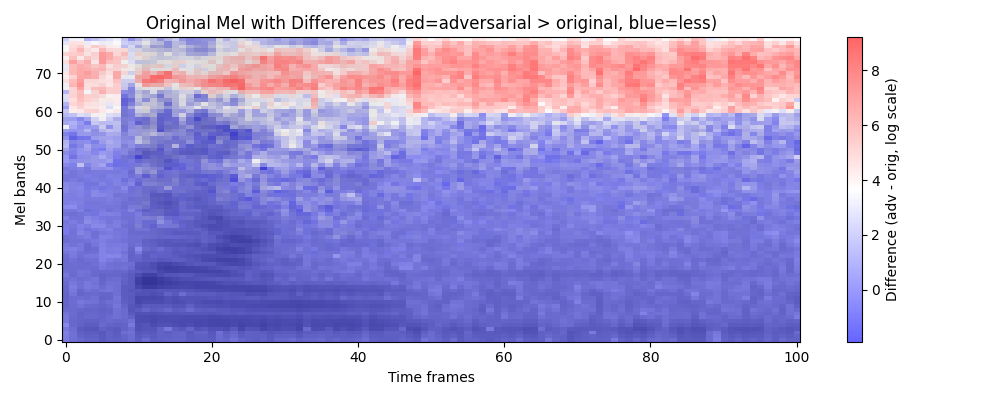 Original Mel with Differences (red=adversarial > original, blue=less)
Mel bands
70
60
50
40
30
20
10
0
0 20 40 60 80 100
Time frames
8
6
4
2
0
Difference (adv - orig, log scale)